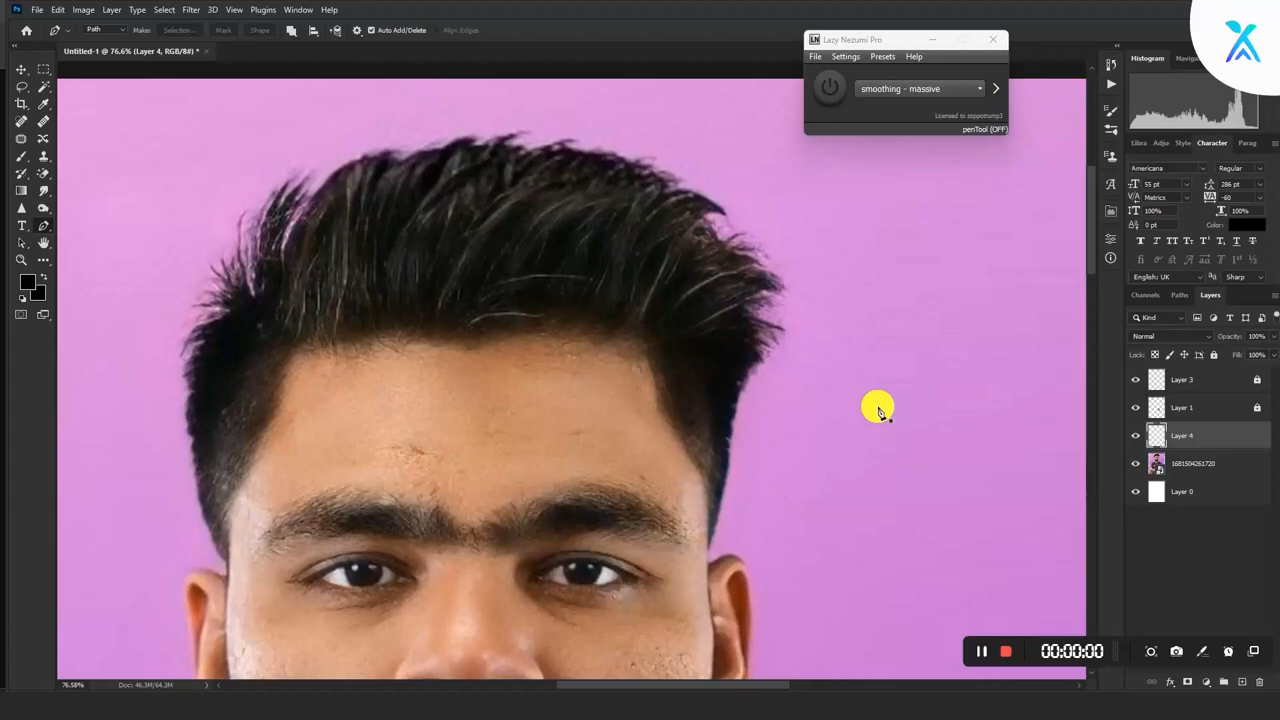 Ps File Edit Image Layer Type Select Filter 3D View Plugins Window Help
Path Make: Selection... Mask Shape Auto Add/Delete Align Edges
Untitled-1 @ 76.6% (Layer 4, RGB/8#) * ×
LN Lazy Nezumi Pro
File Settings Presets Help
smoothing - massive
Licensed to
penTool (OFF)
Histogram
Libra Adju Style Character Parag
Americana Regular
55 pt 286 pt
Metrics -60
100% 100%
0 pt Color:
English: UK Sharp
Channels Paths Layers
Kind
Normal Opacity: 100%
Lock: Fill: 100%
Layer 3
Layer 1
Layer 4
1681504261720
Layer 0
00:00:00
76.58% Doc: 46.3M/64.3M